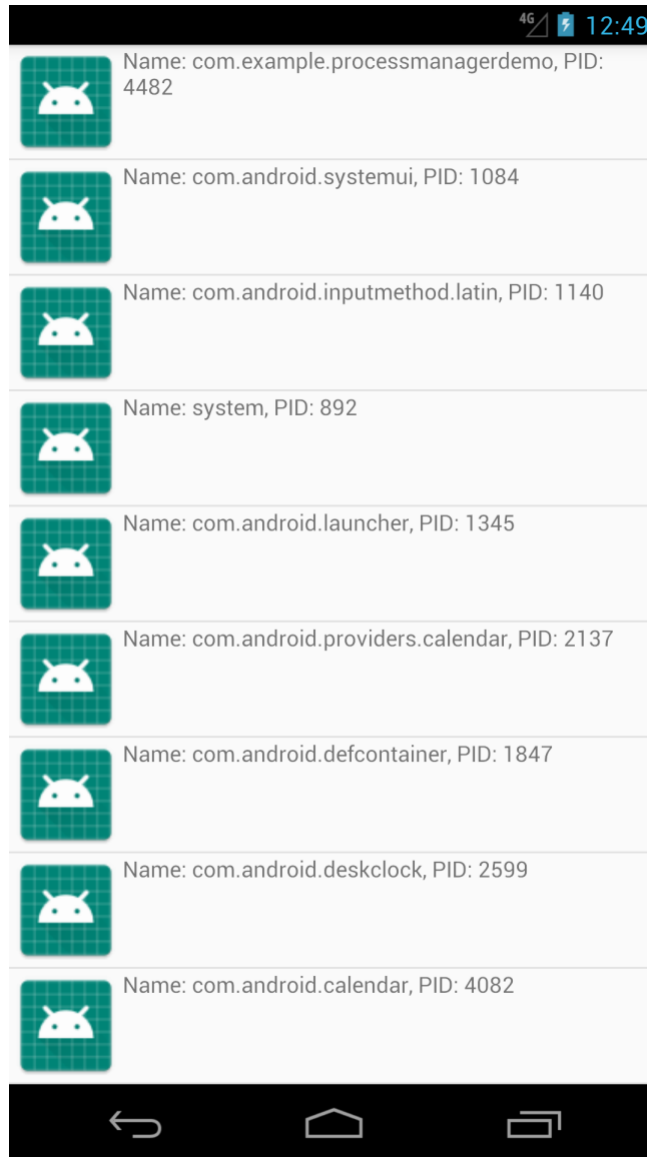 4G 12:49
Name: com.example.processmanagerdemo, PID:
4482
Name: com.android.systemui, PID: 1084
Name: com.android.inputmethod.latin, PID: 1140
Name: system, PID: 892
Name: com.android.launcher, PID: 1345
Name: com.android.providers.calendar, PID: 2137
Name: com.android.defcontainer, PID: 1847
Name: com.android.deskclock, PID: 2599
Name: com.android.calendar, PID: 4082